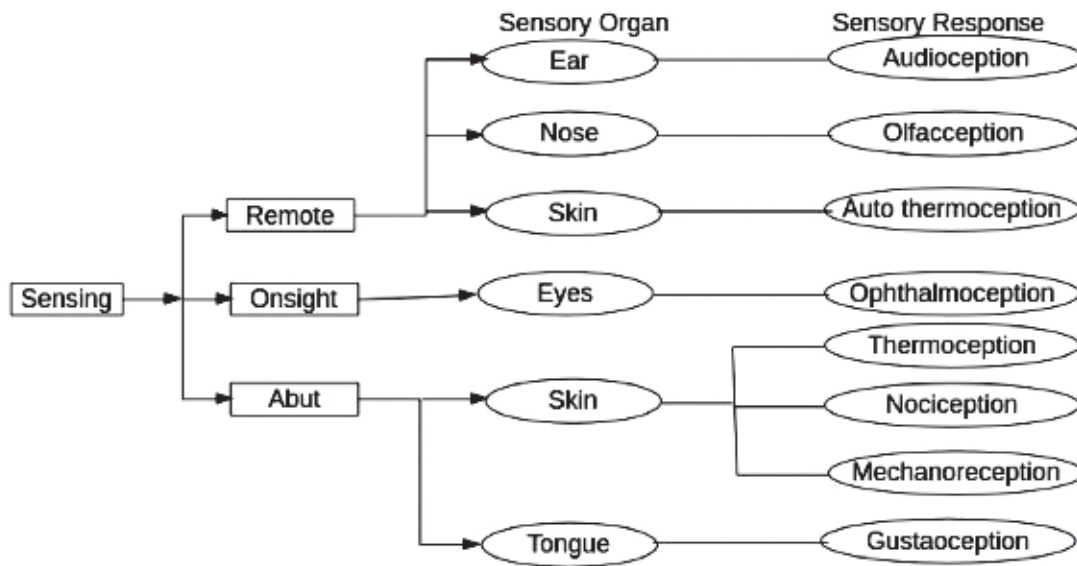 Sensory Organ
Sensory Response
Ear
Audioception
Nose
Olfacception
Remote
Skin
Auto thermoception
Sensing
Onsight
Eyes
Ophthalmoception
Thermoception
Abut
Skin
Nociception
Mechanoreception
Tongue
Gustaoception